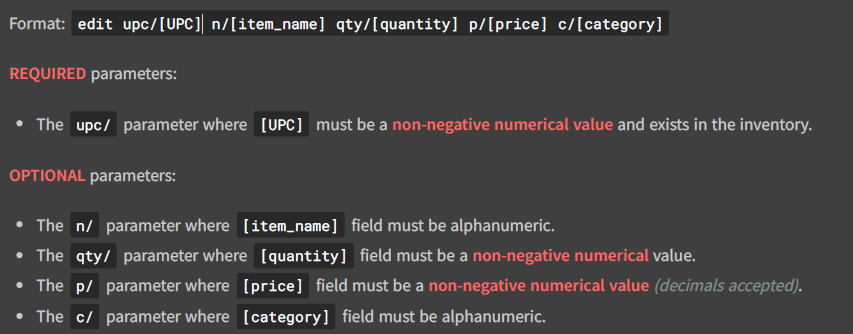 Format: edit upc/[UPC] n/[item_name] qty/[quantity] p/[price] c/[category]
REQUIRED parameters:
• The upc/ parameter where [UPC] must be a non-negative numerical value and exists in the inventory.
OPTIONAL parameters:
• The n/ parameter where [item_name] field must be alphanumeric.
• The qty/ parameter where [quantity] field must be a non-negative numerical value.
• The p/ parameter where [price] field must be a non-negative numerical value (decimals accepted).
• The c/ parameter where [category] field must be alphanumeric.